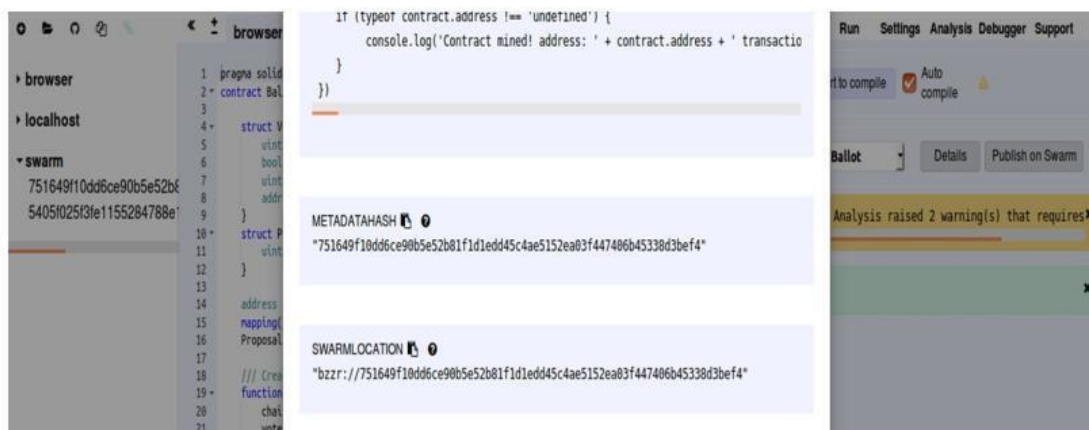 browser
browser
localhost
swarm
751649f10dd6ce90b5e52b8
5405f025f3fe1155284788e
1 pragma solid
2 contract Bal
3
4 struct V
5 uint
6 bool
7 uint
8 addr
9 }
10 struct P
11 uint
12 }
13
14 address
15 mapping(
16 Proposal
17
18 /// Crea
19 function
20 chai
21 vote
if (typeof contract.address !== 'undefined') {
console.log('Contract mined! address: ' + contract.address + ' transactio
}
})
METADATAHASH
"751649f10dd6ce90b5e52b81f1d1edd45c4ae5152ea03f447406b45338d3bef4"
SWARMLOCATION
"bzzr://751649f10dd6ce90b5e52b81f1d1edd45c4ae5152ea03f447406b45338d3bef4"
Run Settings Analysis Debugger Support
rt to compile Auto compile
Ballot Details Publish on Swarm
Analysis raised 2 warning(s) that requires
x